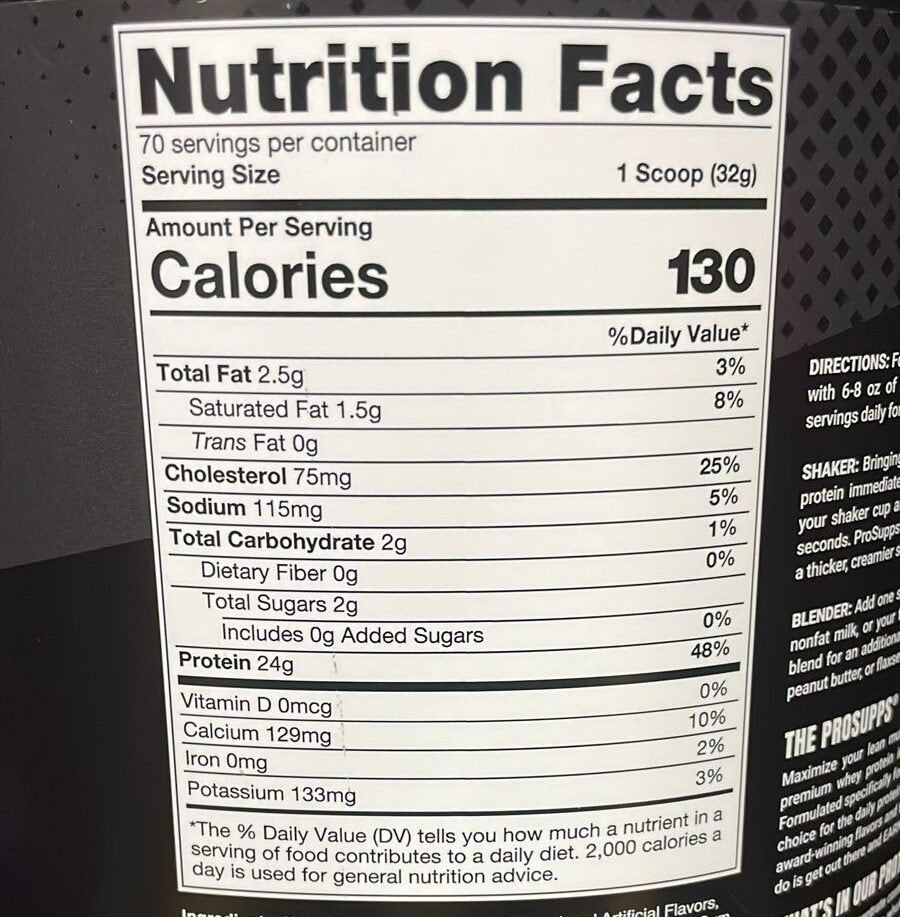 Nutrition Facts
70 servings per container
Serving Size 1 Scoop (32g)
Amount Per Serving
Calories 130
%Daily Value*
Total Fat 2.5g 3%
Saturated Fat 1.5g 8%
Trans Fat 0g
Cholesterol 75mg 25%
Sodium 115mg 5%
Total Carbohydrate 2g 1%
Dietary Fiber 0g 0%
Total Sugars 2g
Includes 0g Added Sugars 0%
Protein 24g 48%
Vitamin D 0mcg 0%
Calcium 129mg 10%
Iron 0mg 2%
Potassium 133mg 3%
*The % Daily Value (DV) tells you how much a nutrient in a
serving of food contributes to a daily diet. 2,000 calories a
day is used for general nutrition advice.
Artificial Flavors,
DIRECTIONS:
with 6-8 oz of
servings daily
SHAKER: Bringing
protein
your shaker cup
seconds. ProSupps
a thicker, creamier
BLENDER: Add one
nonfat milk, or your
blend for an
peanut butter, or
THE PROSUPPS®
Maximize your lean
premium whey protein
Formulated specifically
choice for the daily
award-winning flavors
do is get out there and
IN OUR